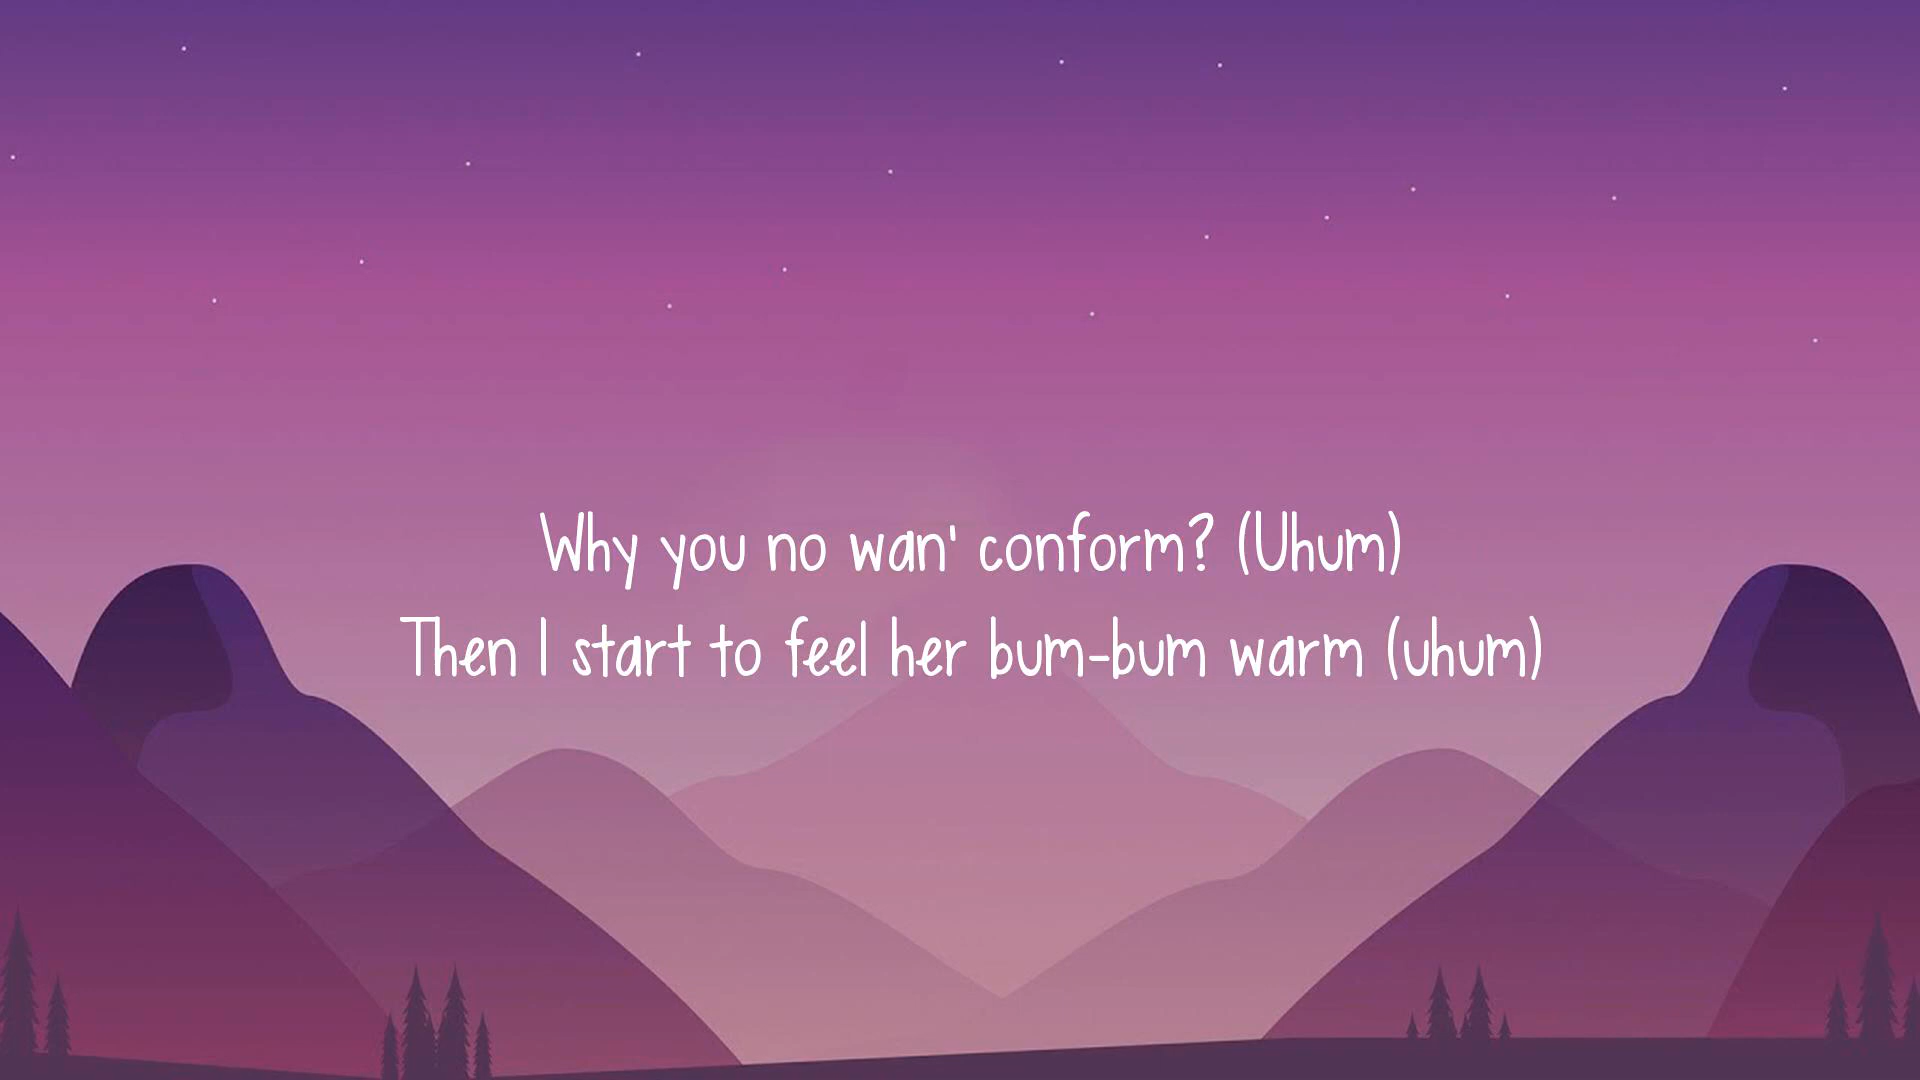 Why you no wan' conform? (Uhum)
Then I start to feel her bum-bum warm (uhum)